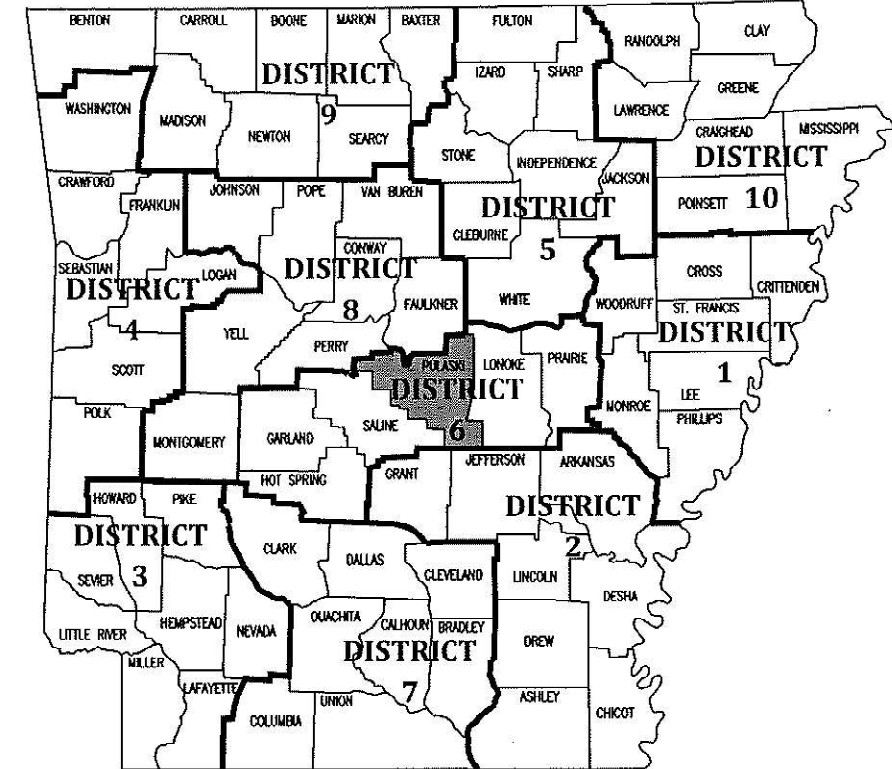 BENTON
CARROLL
BOONE
MARION
BAXTER
FULTON
RANDOLPH
CLAY
IZARD
SHARP
GREENE
LAWRENCE
WASHINGTON
MADISON
NEWTON
SEARCY
DISTRICT
9
STONE
INDEPENDENCE
JACKSON
CRAIGHEAD
MISSISSIPPI
DISTRICT
POINSETT
10
CRAWFORD
FRANKLIN
JOHNSON
POPE
VAN BUREN
CLEBURNE
DISTRICT
5
WHITE
SEBASTIAN
LOGAN
DISTRICT
4
SCOTT
POLK
CONWAY
DISTRICT
8
FAULKNER
YELL
PERRY
WOODRUFF
CROSS
CRITTENDEN
ST. FRANCIS
DISTRICT
1
LEE
MONROE
PHILLIPS
PULASKI
LONOKE
PRAIRIE
DISTRICT
6
SALINE
GARLAND
MONTGOMERY
HOT SPRING
GRANT
JEFFERSON
ARKANSAS
DISTRICT
2
LINCOLN
DESHA
DREW
ASHLEY
CHICOT
HOWARD
PIKE
DISTRICT
3
SEVIER
HEMPSTEAD
LITTLE RIVER
NEVADA
MILLER
LAFAYETTE
CLARK
DALLAS
CLEVELAND
OUACHITA
CALHOUN
BRADLEY
DISTRICT
7
UNION
COLUMBIA